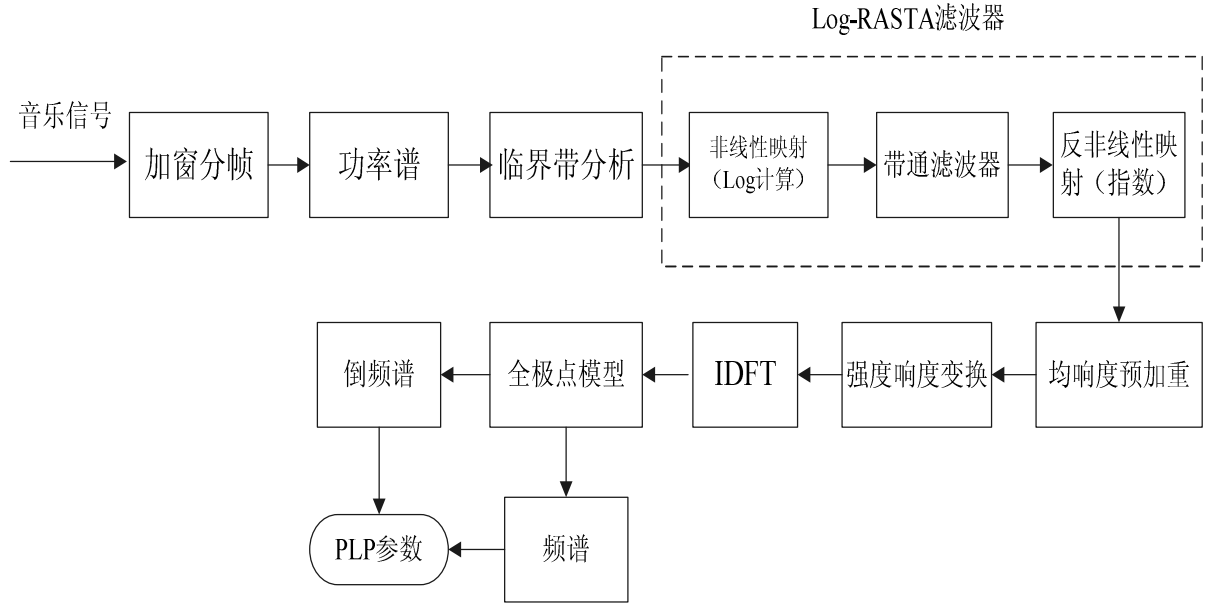 Log-RASTA滤波器
音乐信号
加窗分帧
功率谱
临界带分析
非线性映射
（Log计算）
带通滤波器
反非线性映
射（指数）
倒频谱
全极点模型
IDFT
强度响度变换
均响度预加重
PLP参数
频谱